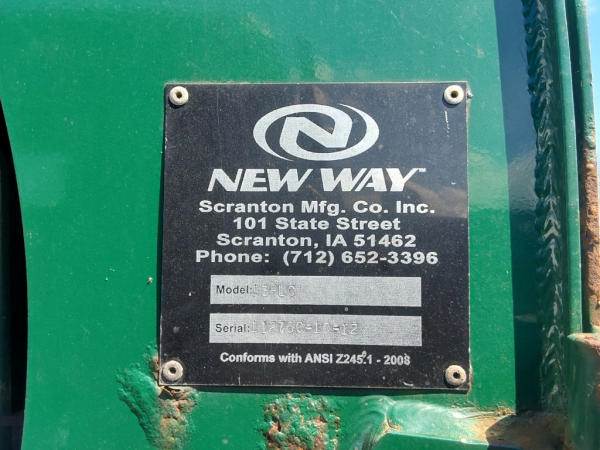 NEW WAY™
Scranton Mfg. Co. Inc.
101 State Street
Scranton, IA 51462
Phone: (712) 652-3396
Model:
Serial:
Conforms with ANSI Z245.1 - 2008